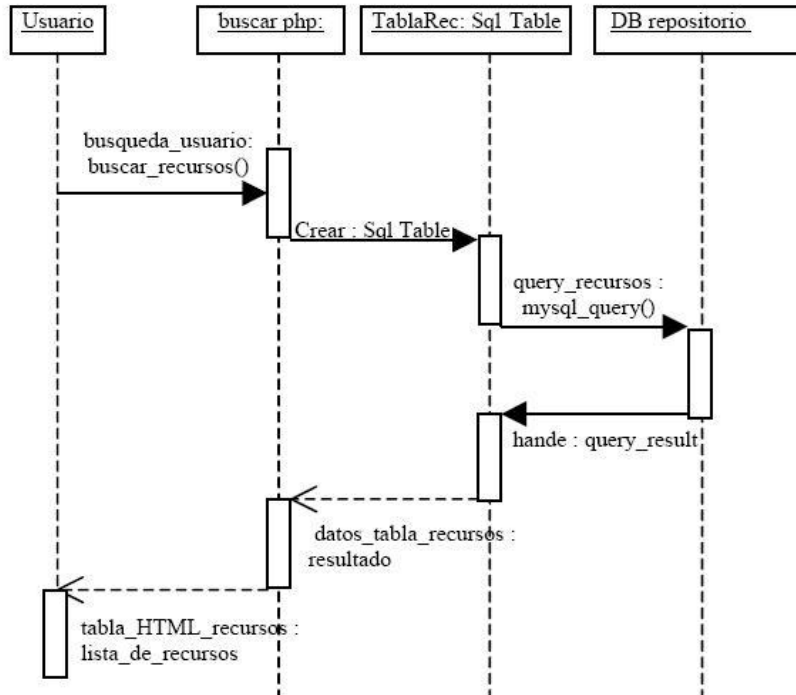 Usuario
buscar php:
TablaRec: Sql Table
DB repositorio
busqueda_usuario:
buscar_recursos()
Crear : Sql Table
query_recursos :
mysql_query()
hande : query_result
datos_tabla_recursos :
resultado
tabla_HTML_recursos :
lista_de_recursos